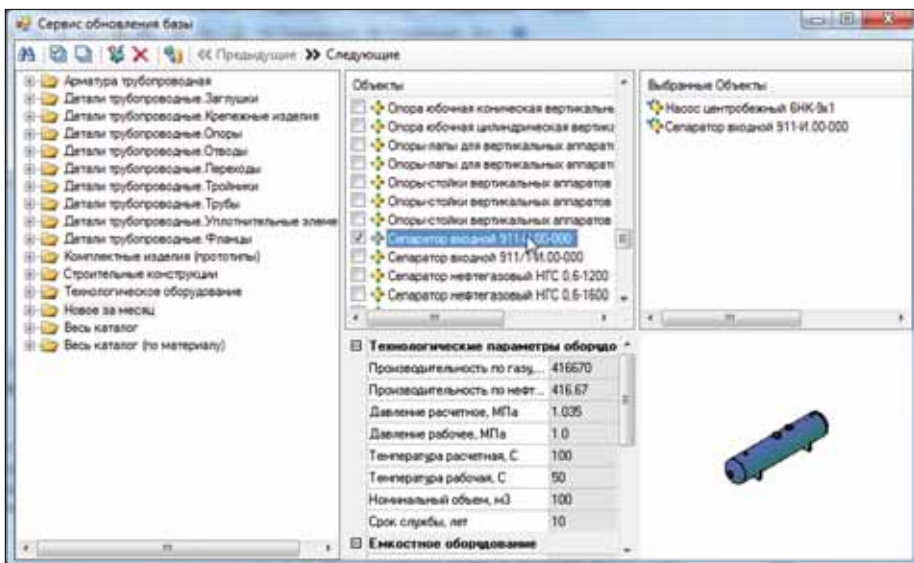 Сервис обновления базы
Предыдущие Следующие
Арматура трубопроводная
Детали трубопроводные.Заглушки
Детали трубопроводные.Крепежные изделия
Детали трубопроводные.Опоры
Детали трубопроводные.Отводы
Детали трубопроводные.Переходы
Детали трубопроводные.Тройники
Детали трубопроводные.Трубы
Детали трубопроводные.Уплотнительные элеме
Детали трубопроводные.Фланцы
Комплектные изделия (прототипы)
Строительные конструкции
Технологическое оборудование
Новое за месяц
Весь каталог
Весь каталог (по материалу)
Объекты
Опора юбочная коническая вертикальн
Опора юбочная цилиндрическая вертика
Опоры-лапы для вертикальных аппарат
Опоры-лапы для вертикальных аппарат
Опоры-стойки вертикальных аппаратов
Опоры-стойки вертикальных аппаратов
Опоры-стойки вертикальных аппаратов
Сепаратор входной 911-И.00-000
Сепаратор входной 911/1-И.00-000
Сепаратор нефтегазовый НГС 0,6-1200
Сепаратор нефтегазовый НГС 0,6-1600
Выбранные Объекты
Насос центробежный 6НК-9х1
Сепаратор входной 911-И.00-000
Технологические параметры оборудо
Производительность по газу,... 416670
Производительность по нефт... 416.67
Давление расчетное, МПа 1.035
Давление рабочее, МПа 1.0
Температура расчетная, С 100
Температура рабочая, С 50
Номинальный объем, м3 100
Срок службы, лет 10
Емкостное оборудование